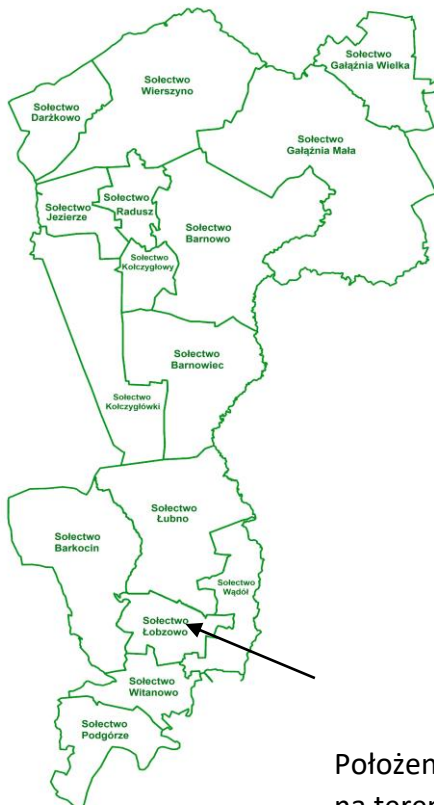 Sołectwo
Gałąźnia Wielka
Sołectwo
Wierszyno
Sołectwo
Darżkowo
Sołectwo
Gałąźnia Mała
Sołectwo
Jezierze
Sołectwo
Radusz
Sołectwo
Barnowo
Sołectwo
Kołczygłowy
Sołectwo
Barnowiec
Sołectwo
Kołczygłówki
Sołectwo
Łubno
Sołectwo
Barkocin
Sołectwo
Wądół
Sołectwo
Łobzowo
Sołectwo
Witanowo
Sołectwo
Podgórze
Położen